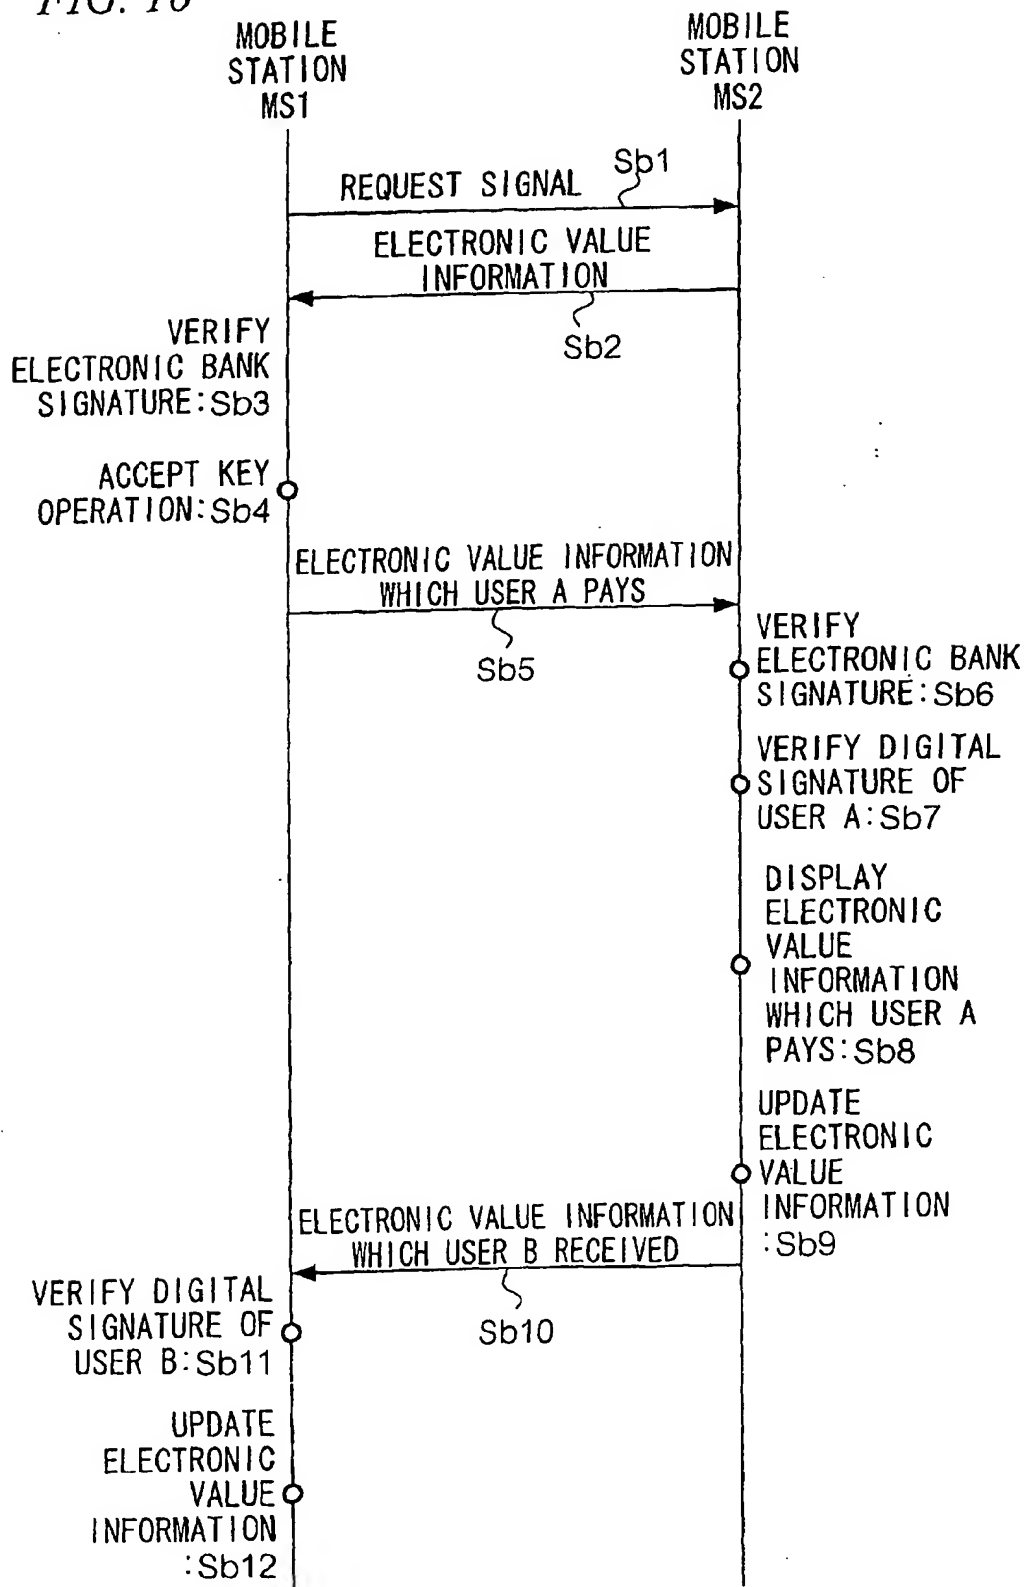 MOBILE
STATION
MS1
MOBILE
STATION
MS2
REQUEST SIGNAL
Sb1
ELECTRONIC VALUE
INFORMATION
Sb2
VERIFY
ELECTRONIC BANK
SIGNATURE:Sb3
ACCEPT KEY
OPERATION:Sb4
ELECTRONIC VALUE INFORMATION
WHICH USER A PAYS
Sb5
VERIFY
ELECTRONIC BANK
SIGNATURE:Sb6
VERIFY DIGITAL
SIGNATURE OF
USER A:Sb7
DISPLAY
ELECTRONIC
VALUE
INFORMATION
WHICH USER A
PAYS:Sb8
UPDATE
ELECTRONIC
VALUE
INFORMATION
:Sb9
ELECTRONIC VALUE INFORMATION
WHICH USER B RECEIVED
Sb10
VERIFY DIGITAL
SIGNATURE OF
USER B:Sb11
UPDATE
ELECTRONIC
VALUE
INFORMATION
:Sb12